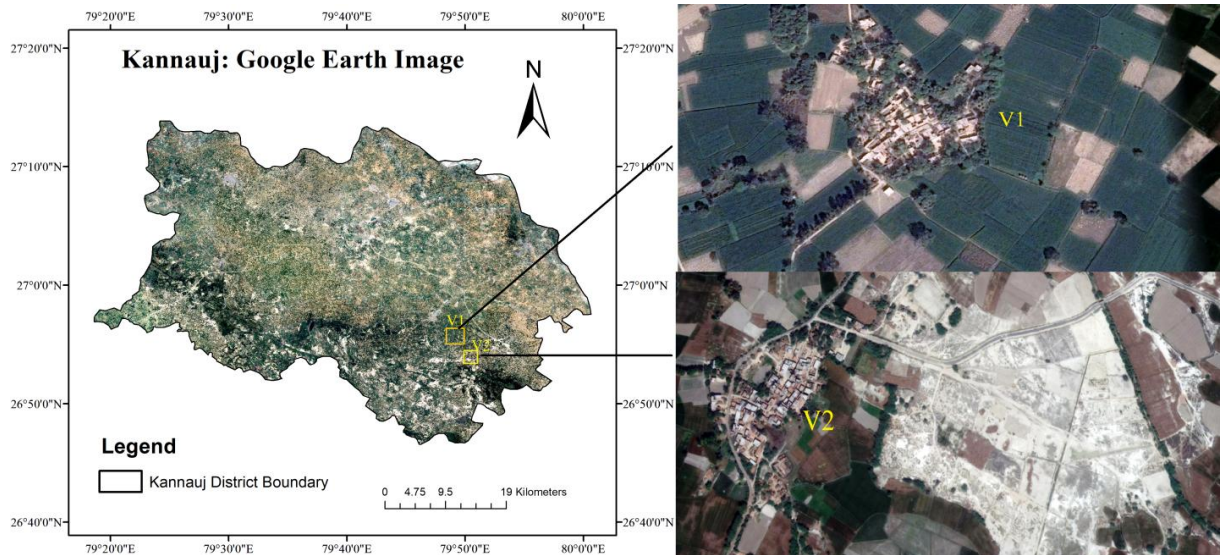 79°20'0"E 79°30'0"E 79°40'0"E 79°50'0"E 80°0'0"E
Kannauj: Google Earth Image
N
27°20'0"N 27°20'0"N
27°10'0"N 27°10'0"N
27°0'0"N 27°0'0"N
26°50'0"N 26°50'0"N
26°40'0"N 26°40'0"N
V1
V2
Legend
Kannauj District Boundary
0 4.75 9.5 19 Kilometers
79°20'0"E 79°30'0"E 79°40'0"E 79°50'0"E 80°0'0"E
V1
V2